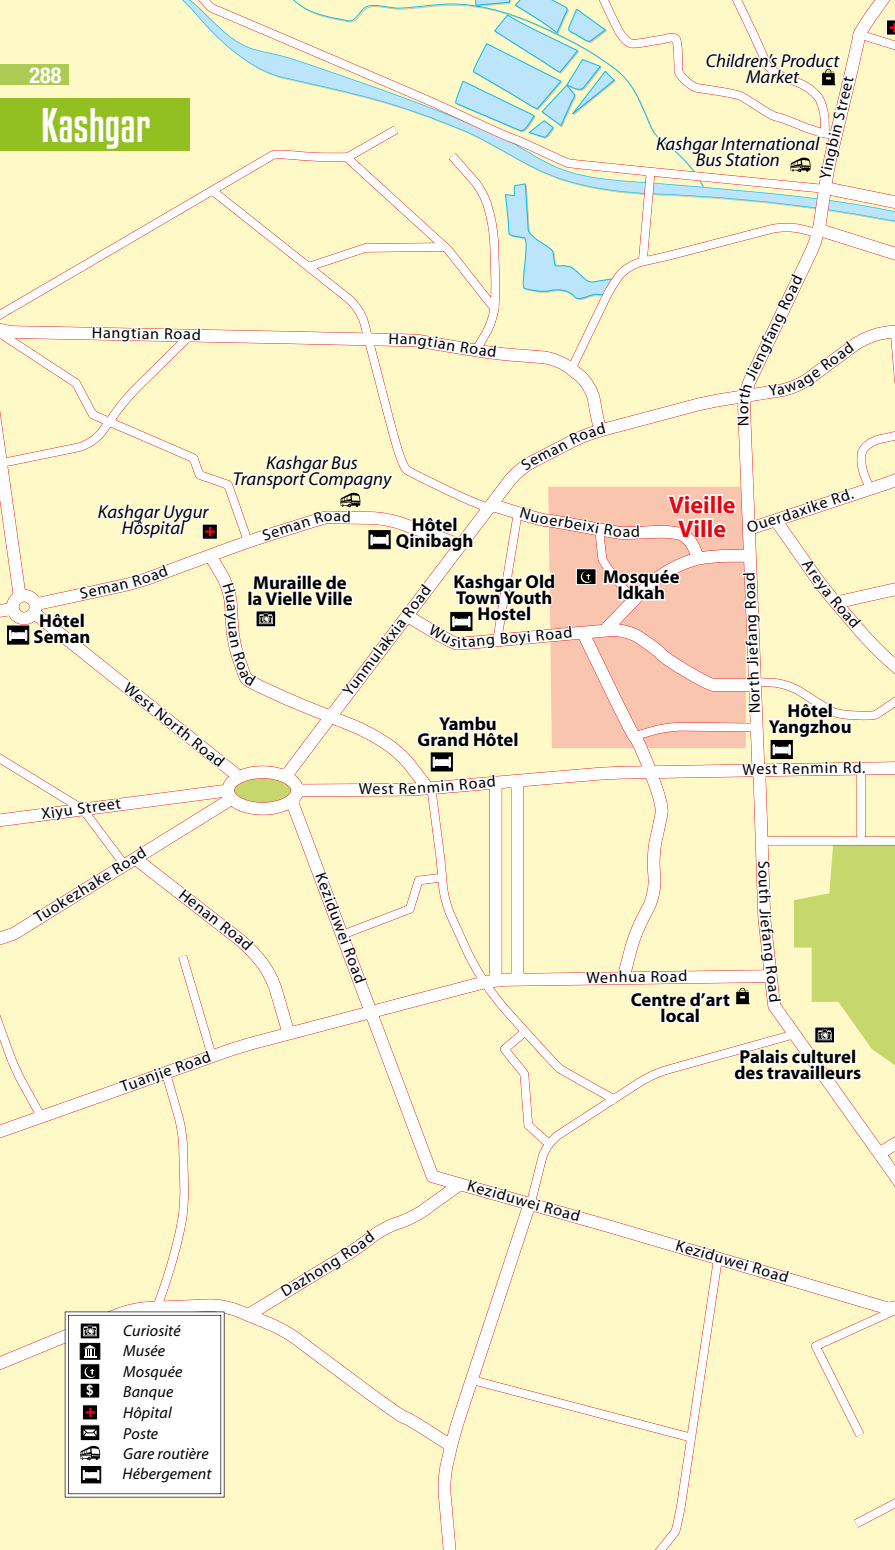 288
Kashgar
Children's Product
Market
Yingbin Street
Kashgar International
Bus Station
Hangtian Road
Hangtian Road
North Jiengfang Road
Yawage Road
Seman Road
Kashgar Bus
Transport Compagny
Kashgar Uygur
Hospital
Seman Road
Hôtel
Qinibagh
Nuoerbeixi Road
Vieille
Ville
Ouerdaxike Rd.
Seman Road
Huayuan Road
Muraille de
la Vielle Ville
Kashgar Old
Town Youth
Hostel
Mosquée
Idkah
Areya Road
Hôtel
Seman
Yunmulakxia Road
Wusitang Boyi Road
North Jiefang Road
West North Road
Yambu
Grand Hôtel
Hôtel
Yangzhou
West Renmin Road
West Renmin Rd.
Xiyu Street
Tuokezhake Road
Henan Road
Keziduwei Road
South Jiefang Road
Wenhua Road
Centre d'art
local
Palais culturel
des travailleurs
Tuanjie Road
Keziduwei Road
Keziduwei Road
Dazhong Road
Curiosité
Musée
Mosquée
$ Banque
Hôpital
Poste
Gare routière
Hébergement